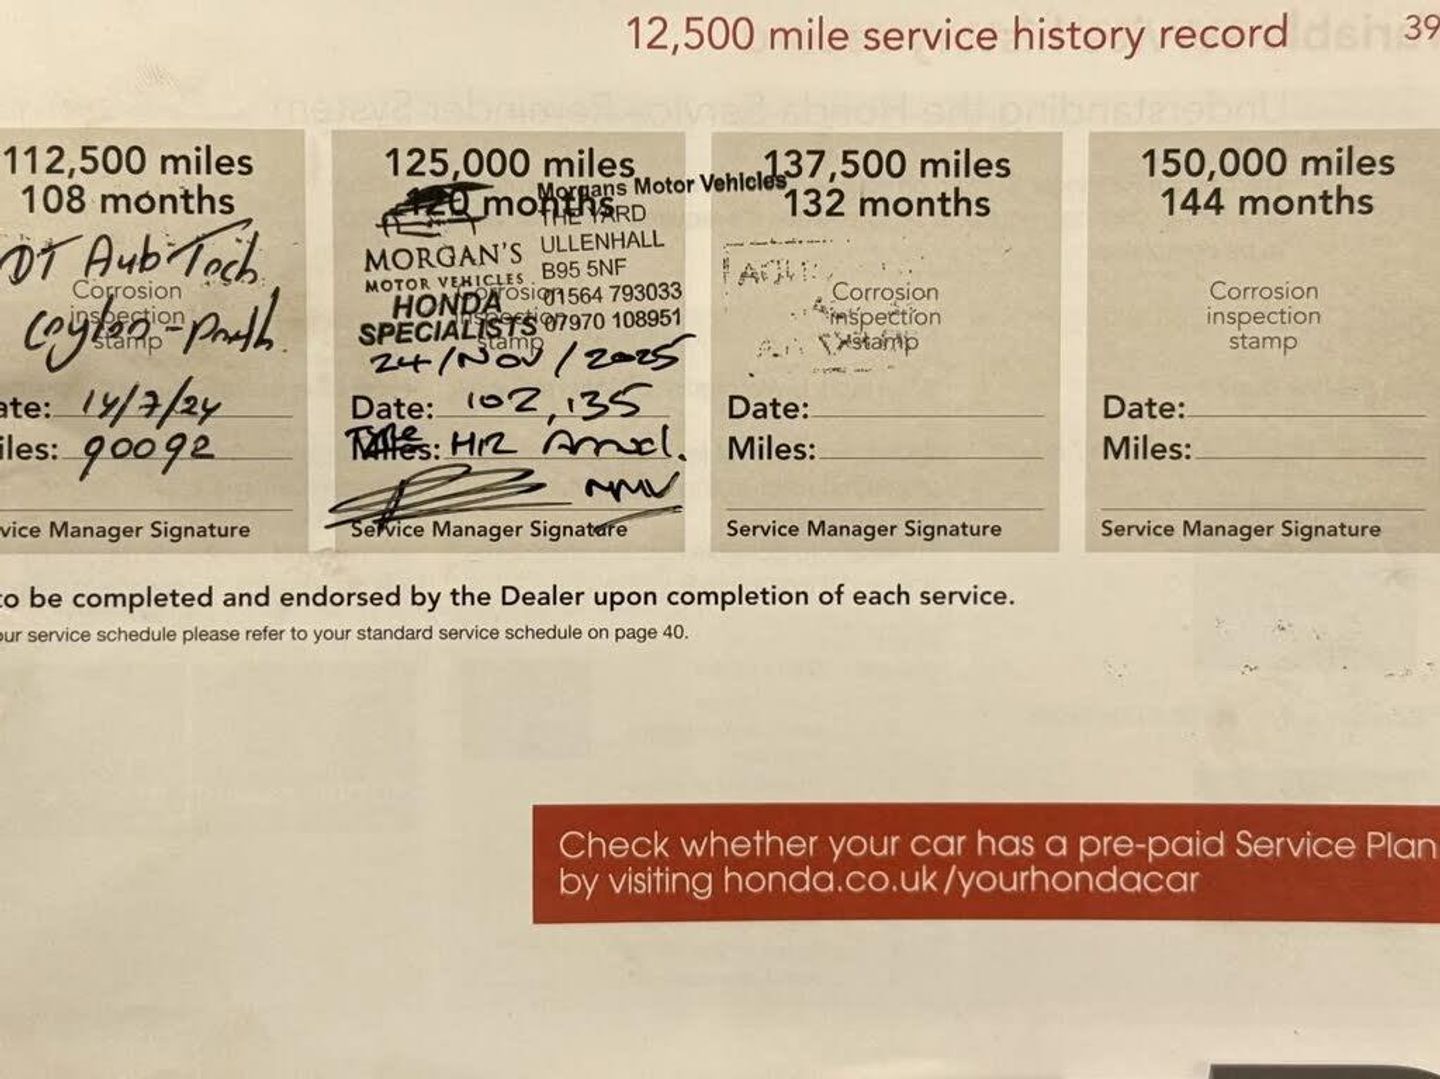 12,500 mile service history record 39
112,500 miles
108 months
DT
Corrosion
inspection
stamp
ate: 14/7/24
iles: 90092
vice Manager Signature
125,000 miles
120 months
Morgans Motor Vehicles
THE YARD
ULLENHALL
B95 5NF
01564 793033
07970 108951
MORGAN'S
MOTOR VEHICLES
HONDA
SPECIALISTS
Corrosion
inspection
stamp
24/NOV/2025
Date: 102,135
Miles: HR
MMV
Service Manager Signature
137,500 miles
132 months
Corrosion
inspection
stamp
Date:
Miles:
Service Manager Signature
150,000 miles
144 months
Corrosion
inspection
stamp
Date:
Miles:
Service Manager Signature
to be completed and endorsed by the Dealer upon completion of each service.
our service schedule please refer to your standard service schedule on page 40.
Check whether your car has a pre-paid Service Plan
by visiting honda.co.uk/yourhondacar